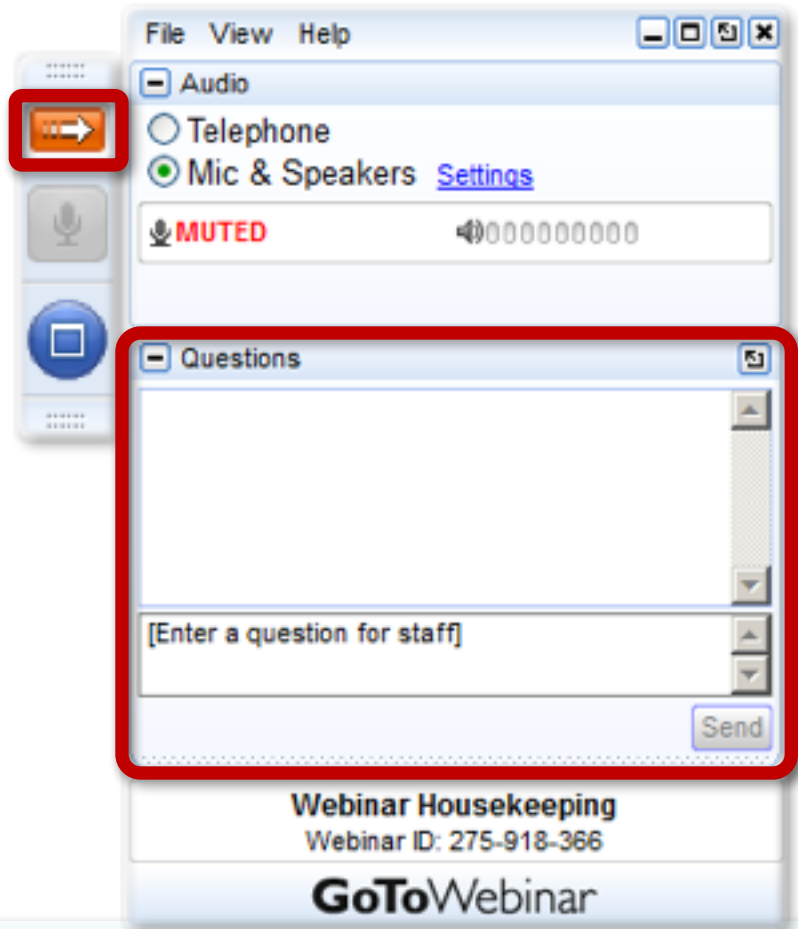 File View Help
Audio
Telephone
Mic & Speakers Settings
MUTED
Questions
[Enter a question for staff]
Send
Webinar Housekeeping
Webinar ID: 275-918-366
GoToWebinar